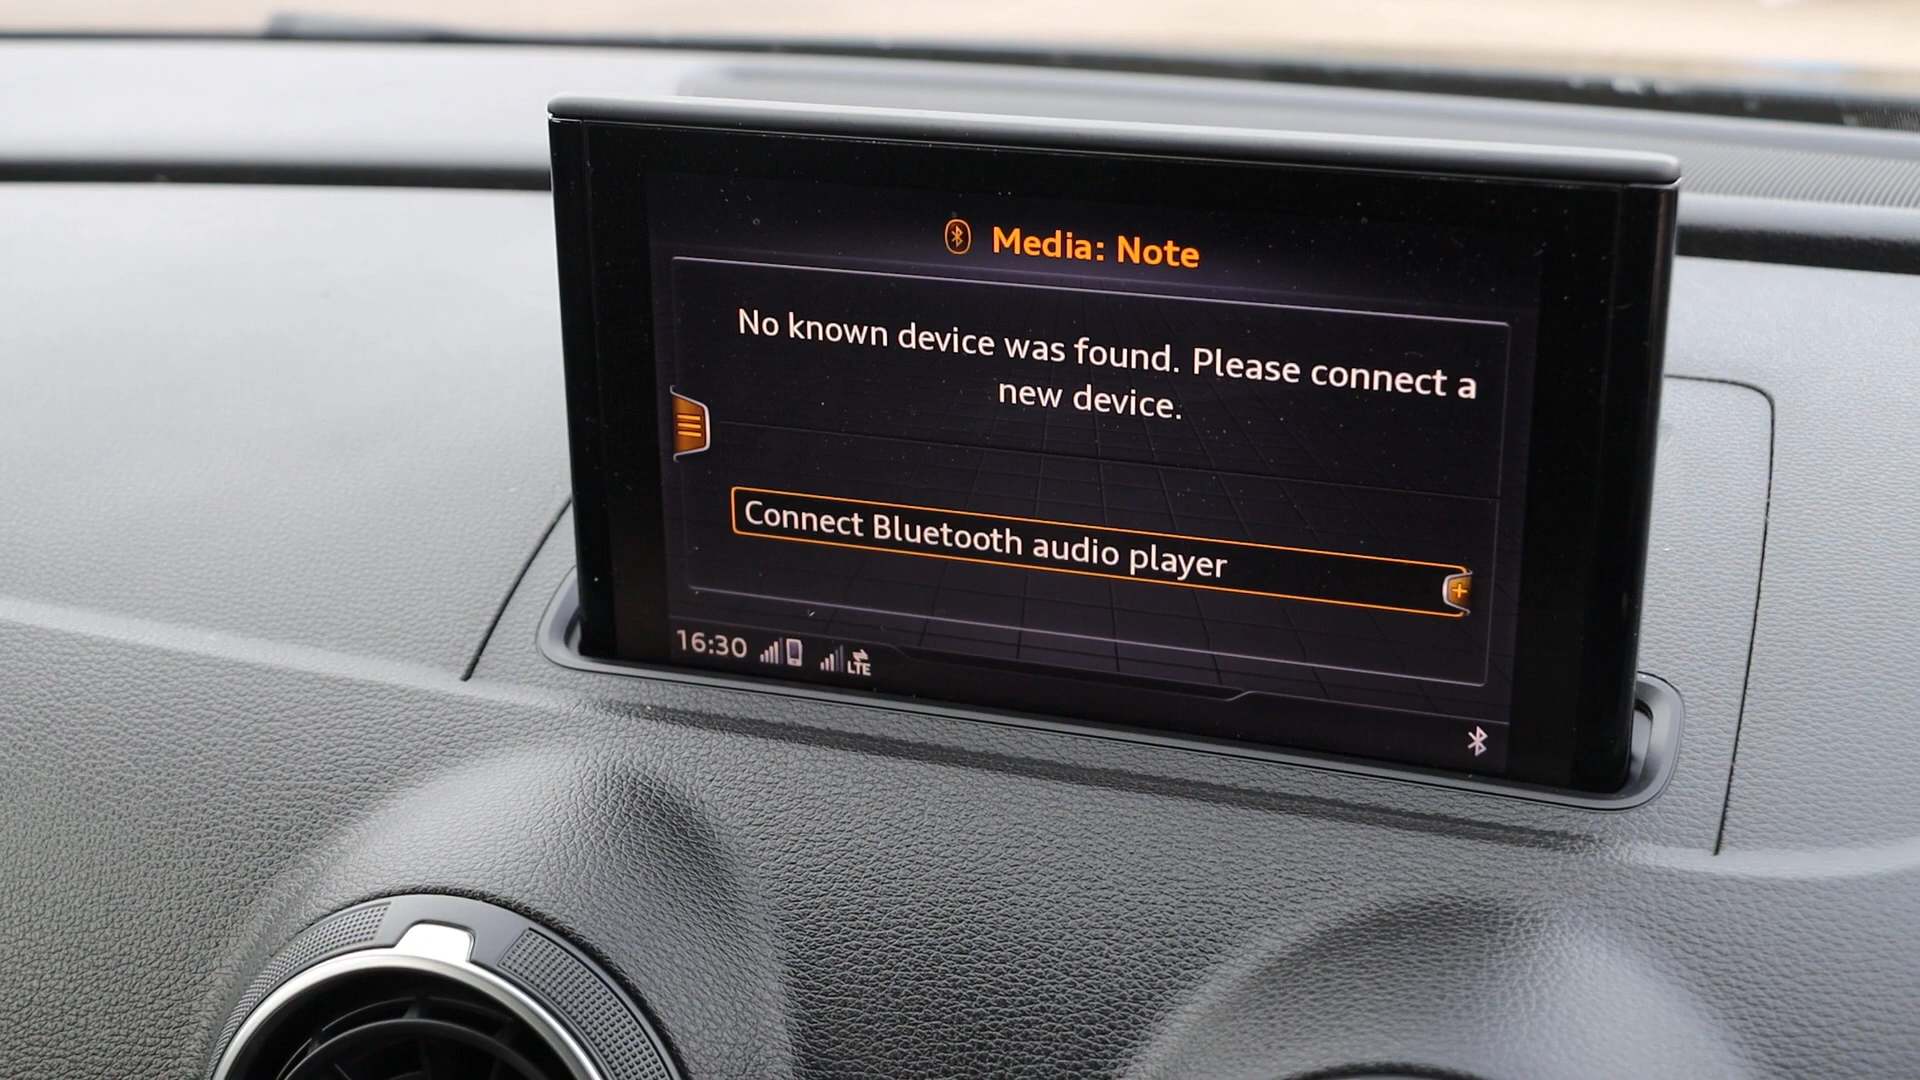 Media: Note
No known device was found. Please connect a
new device.
Connect Bluetooth audio player
16:30 LTE